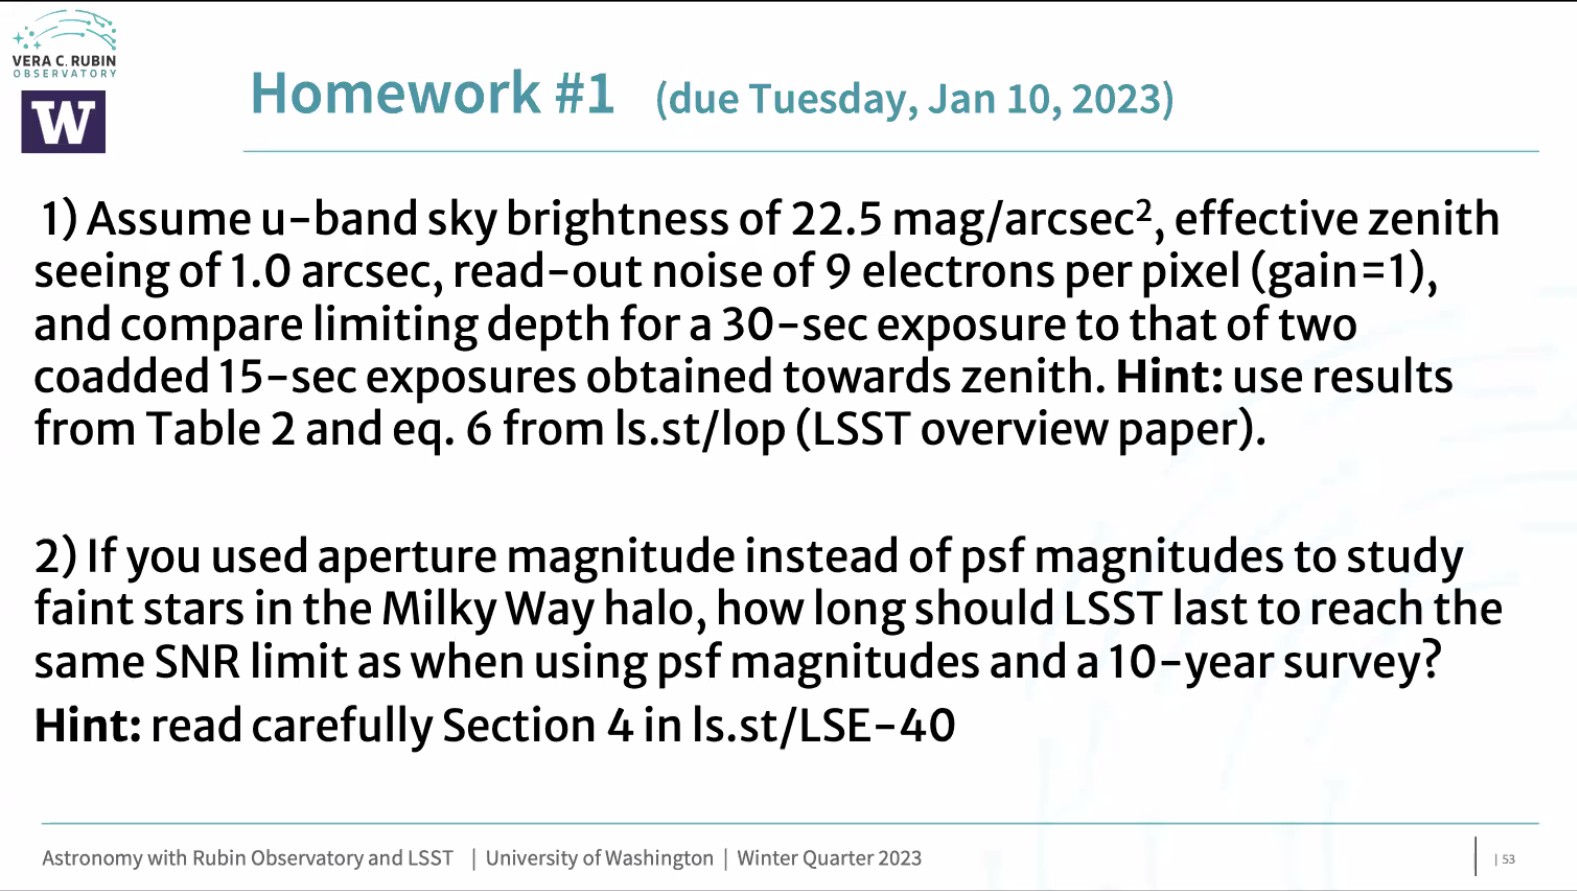 VERA C. RUBIN
OBSERVATORY
W
Homework #1 (due Tuesday, Jan 10, 2023)
1) Assume u-band sky brightness of 22.5 mag/arcsec², effective zenith
seeing of 1.0 arcsec, read-out noise of 9 electrons per pixel (gain=1),
and compare limiting depth for a 30-sec exposure to that of two
coadded 15-sec exposures obtained towards zenith. Hint: use results
from Table 2 and eq. 6 from ls.st/lop (LSST overview paper).
2) If you used aperture magnitude instead of psf magnitudes to study
faint stars in the Milky Way halo, how long should LSST last to reach the
same SNR limit as when using psf magnitudes and a 10-year survey?
Hint: read carefully Section 4 in ls.st/LSE-40
Astronomy with Rubin Observatory and LSST | University of Washington | Winter Quarter 2023
| 53